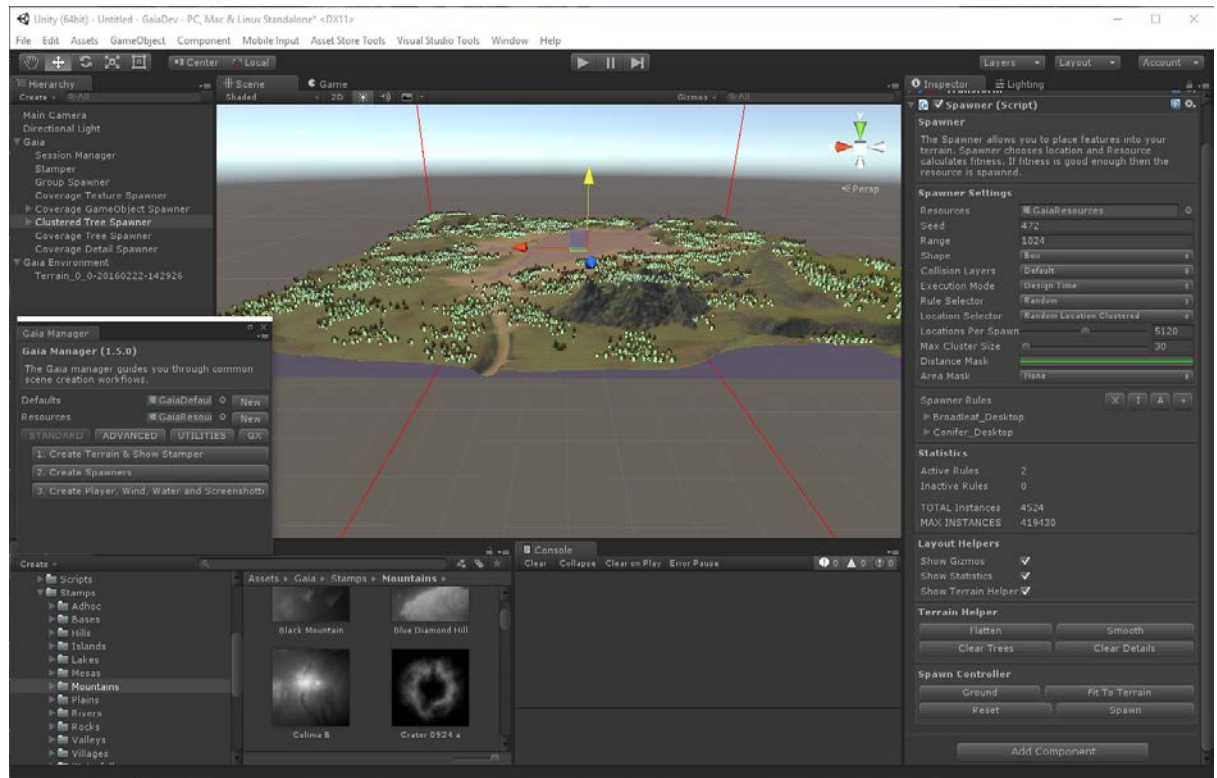 Unity (64bit) - Untitled - GaiaDev - PC, Mac & Linux Standalone* <DX11>
File Edit Assets GameObject Component Mobile Input Asset Store Tools Visual Studio Tools Window Help
Center Local Layers Layout Account
Hierarchy
Create All
Main Camera
Directional Light
Gaia
Session Manager
Stamper
Group Spawner
Coverage Texture Spawner
Coverage GameObject Spawner
Clustered Tree Spawner
Coverage Tree Spawner
Coverage Detail Spawner
Gaia Environment
Terrain_0_0-20160222-142926
Scene Game
Shaded 2D Gizmos All
y
Persp
Gaia Manager
Gaia Manager (1.5.0)
The Gaia manager guides you through common
scene creation workflows.
Defaults GaiaDefaul New
Resources GaiaResoui New
STANDARD ADVANCED UTILITIES GX
1. Create Terrain & Show Stamper
2. Create Spawners
3. Create Player, Wind, Water and Screenshotte
Create
Scripts
Stamps
Adhoc
Bases
Hills
Islands
Lakes
Mesas
Mountains
Plains
Rivers
Rocks
Valleys
Villages
Assets Gaia Stamps Mountains
Black Mountain Blue Diamond Hill
Colima B Crater 0924 a
Console
Clear Collapse Clear on Play Error Pause 0 0 0
Inspector Lighting
Spawner (Script)
Spawner
The Spawner allows you to place features into your
terrain. Spawner chooses location and Resource
calculates fitness. If fitness is good enough then the
resource is spawned.
Spawner Settings
Resources GaiaResources
Seed 472
Range 1024
Shape Box
Collision Layers Default
Execution Mode Design Time
Rule Selector Random
Location Selector Random Location Clustered
Locations Per Spawn 5120
Max Cluster Size 30
Distance Mask
Area Mask None
Spawner Rules X I A +
Broadleaf_Desktop
Conifer_Desktop
Statistics
Active Rules 2
Inactive Rules 0
TOTAL Instances 4524
MAX INSTANCES 419430
Layout Helpers
Show Gizmos
Show Statistics
Show Terrain Helper
Terrain Helper
Flatten Smooth
Clear Trees Clear Details
Spawn Controller
Ground Fit To Terrain
Reset Spawn
Add Component